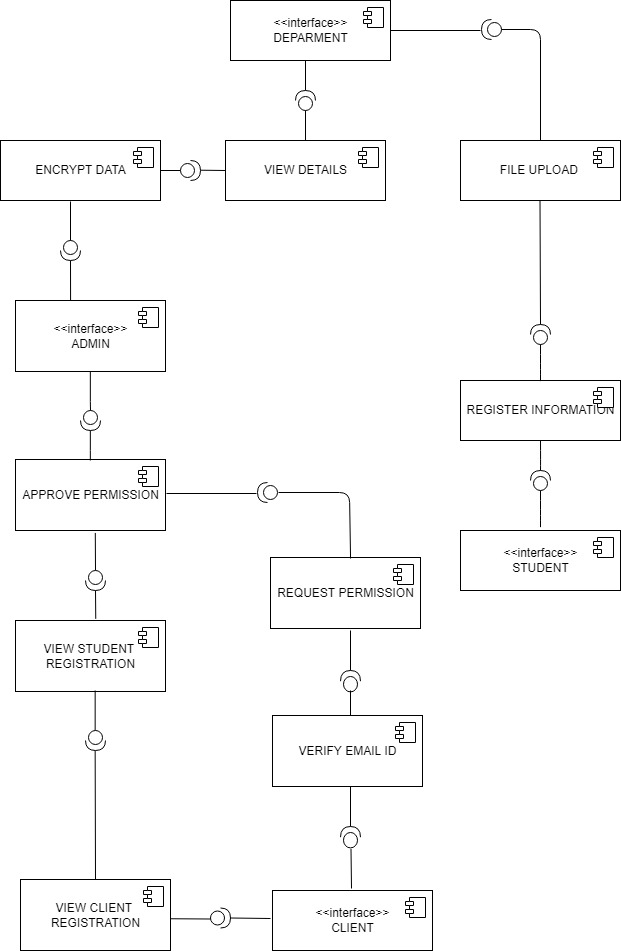 <<interface>>
DEPARMENT
ENCRYPT DATA
VIEW DETAILS
FILE UPLOAD
<<interface>>
ADMIN
REGISTER INFORMATION
APPROVE PERMISSION
<<interface>>
STUDENT
REQUEST PERMISSION
VIEW STUDENT
REGISTRATION
VERIFY EMAIL ID
VIEW CLIENT
REGISTRATION
<<interface>>
CLIENT